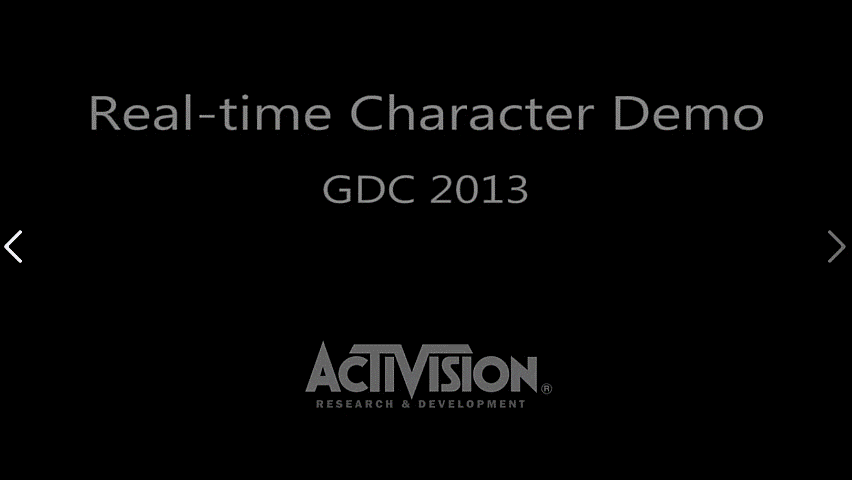 Real-time Character Demo
GDC 2013
ACTIVISION®
RESEARCH & DEVELOPMENT